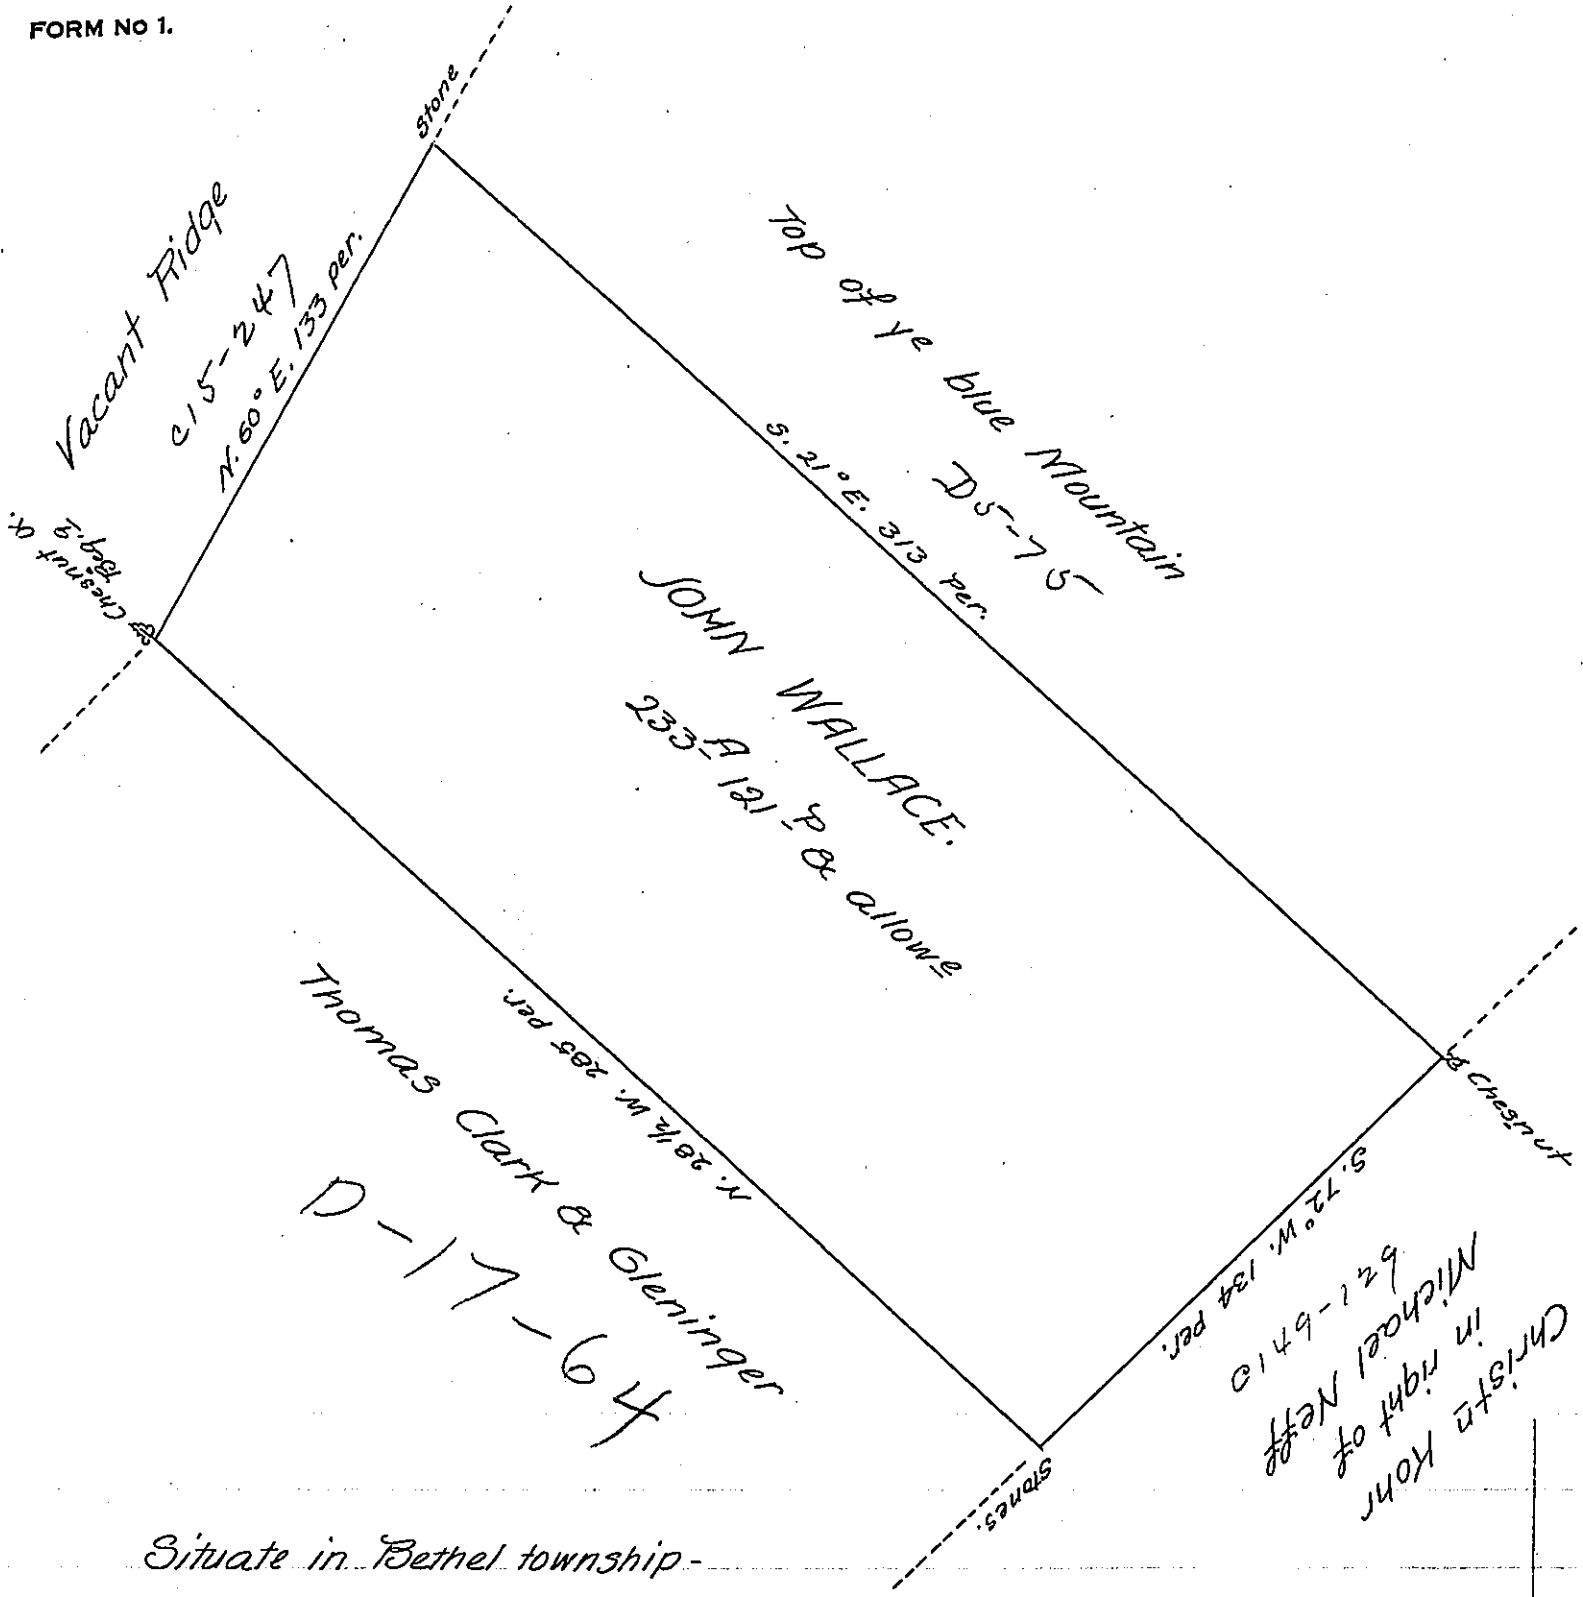 FORM NO 1.
Stone
Vacant Ridge
C15-247
N. 60° E. 133 per.
Top of ye blue Mountain
D5-75
S. 21° E. 313 per.
Chesnut O.
Beg.g
JOHN WALLACE.
233 A 121 P & allowe
Thomas Clark & Gleninger
D-17-64
N. 28½ W. 285 per.
Chesnut
S. 72° W. 134 per.
Michael Neff
in right of
Christn Kohr
Stones.
Situate in Bethel township-